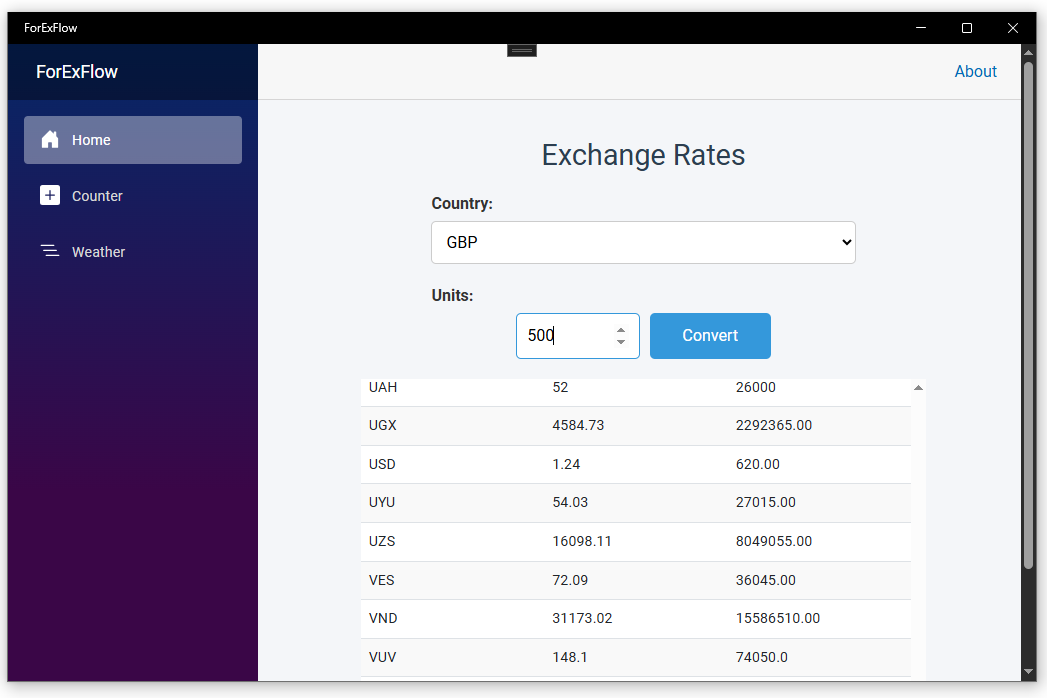 ForExFlow
ForExFlow
About
Home
Counter
Weather
Exchange Rates
Country:
GBP
Units:
500
Convert
UAH 52 26000
UGX 4584.73 2292365.00
USD 1.24 620.00
UYU 54.03 27015.00
UZS 16098.11 8049055.00
VES 72.09 36045.00
VND 31173.02 15586510.00
VUV 148.1 74050.0